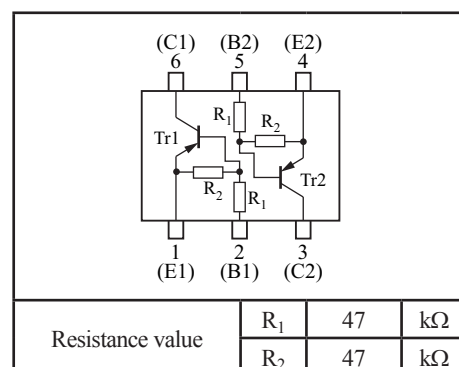 (C1) (B2) (E2)
6 5 4
R1
R2
Tr1
Tr2
R2
R1
1 2 3
(E1) (B1) (C2)
Resistance value
R1 47 kΩ
R2 47 kΩ